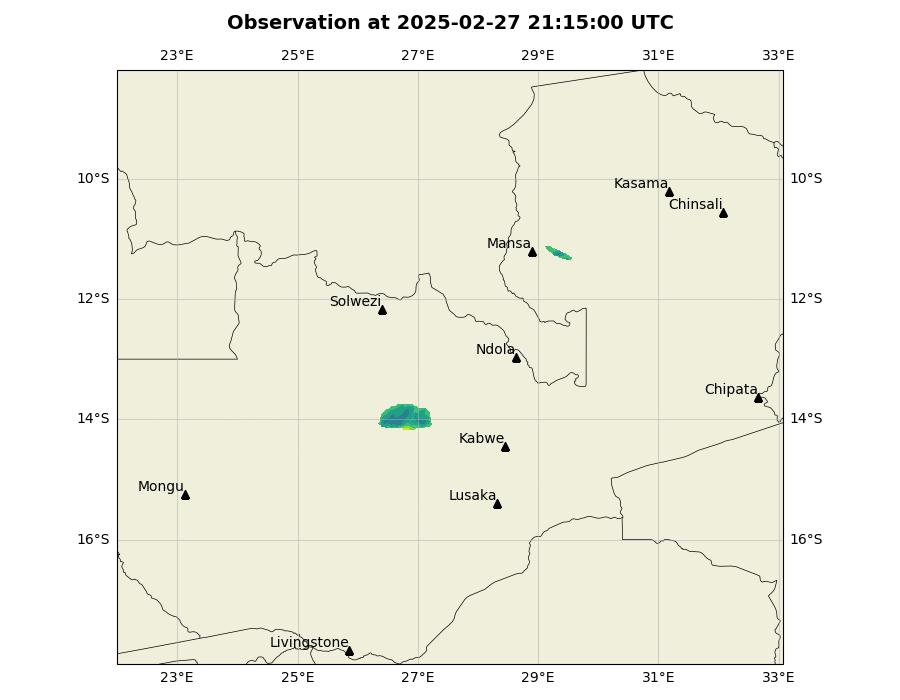 Observation at 2025-02-27 21:15:00 UTC
23°E 25°E 27°E 29°E 31°E 33°E
10°S 10°S
Kasama
Chinsali
Mansa
12°S 12°S
Solwezi
Ndola
Chipata
14°S 14°S
Kabwe
Mongu
Lusaka
16°S 16°S
Livingstone
23°E 25°E 27°E 29°E 31°E 33°E